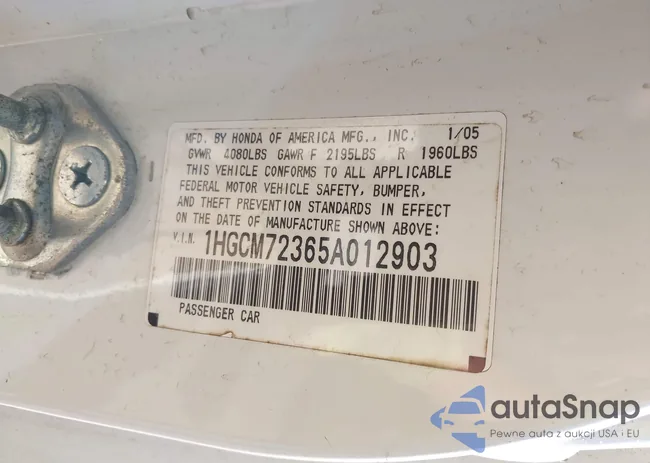 MFD. BY HONDA OF AMERICA MFG., INC. 1/05
GVWR 4080LBS GAWR F 2195LBS R 1960LBS
THIS VEHICLE CONFORMS TO ALL APPLICABLE
FEDERAL MOTOR VEHICLE SAFETY, BUMPER,
AND THEFT PREVENTION STANDARDS IN EFFECT
ON THE DATE OF MANUFACTURE SHOWN ABOVE:
V.I.N. 1HGCM72365A012903
PASSENGER CAR
autaSnap
Pewne auta z aukcji USA i EU